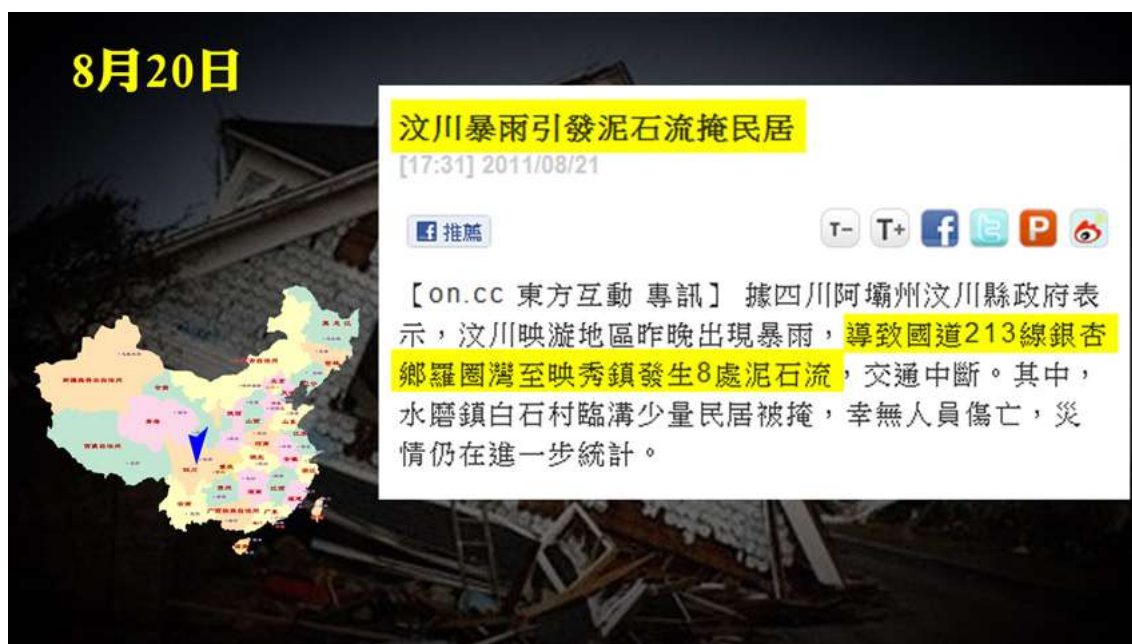 8月20日
汶川暴雨引發泥石流掩民居
[17:31] 2011/08/21
推薦
T- T+
【on.cc 東方互動 專訊】 據四川阿壩州汶川縣政府表
示，汶川映漩地區昨晚出現暴雨，導致國道213線銀杏
鄉羅圈灣至映秀鎮發生8處泥石流，交通中斷。其中，
水磨鎮白石村臨溝少量民居被掩，幸無人員傷亡，災
情仍在進一步統計。